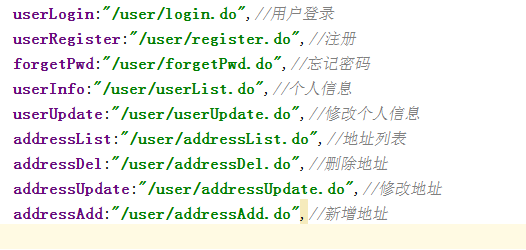 userLogin:"/user/login.do",//用户登录
userRegister:"/user/register.do",//注册
forgetPwd:"/user/forgetPwd.do",//忘记密码
userInfo:"/user/userList.do",//个人信息
userUpdate:"/user/userUpdate.do",//修改个人信息
addressList:"/user/addressList.do",//地址列表
addressDel:"/user/addressDel.do",//删除地址
addressUpdate:"/user/addressUpdate.do",//修改地址
addressAdd:"/user/addressAdd.do",//新增地址